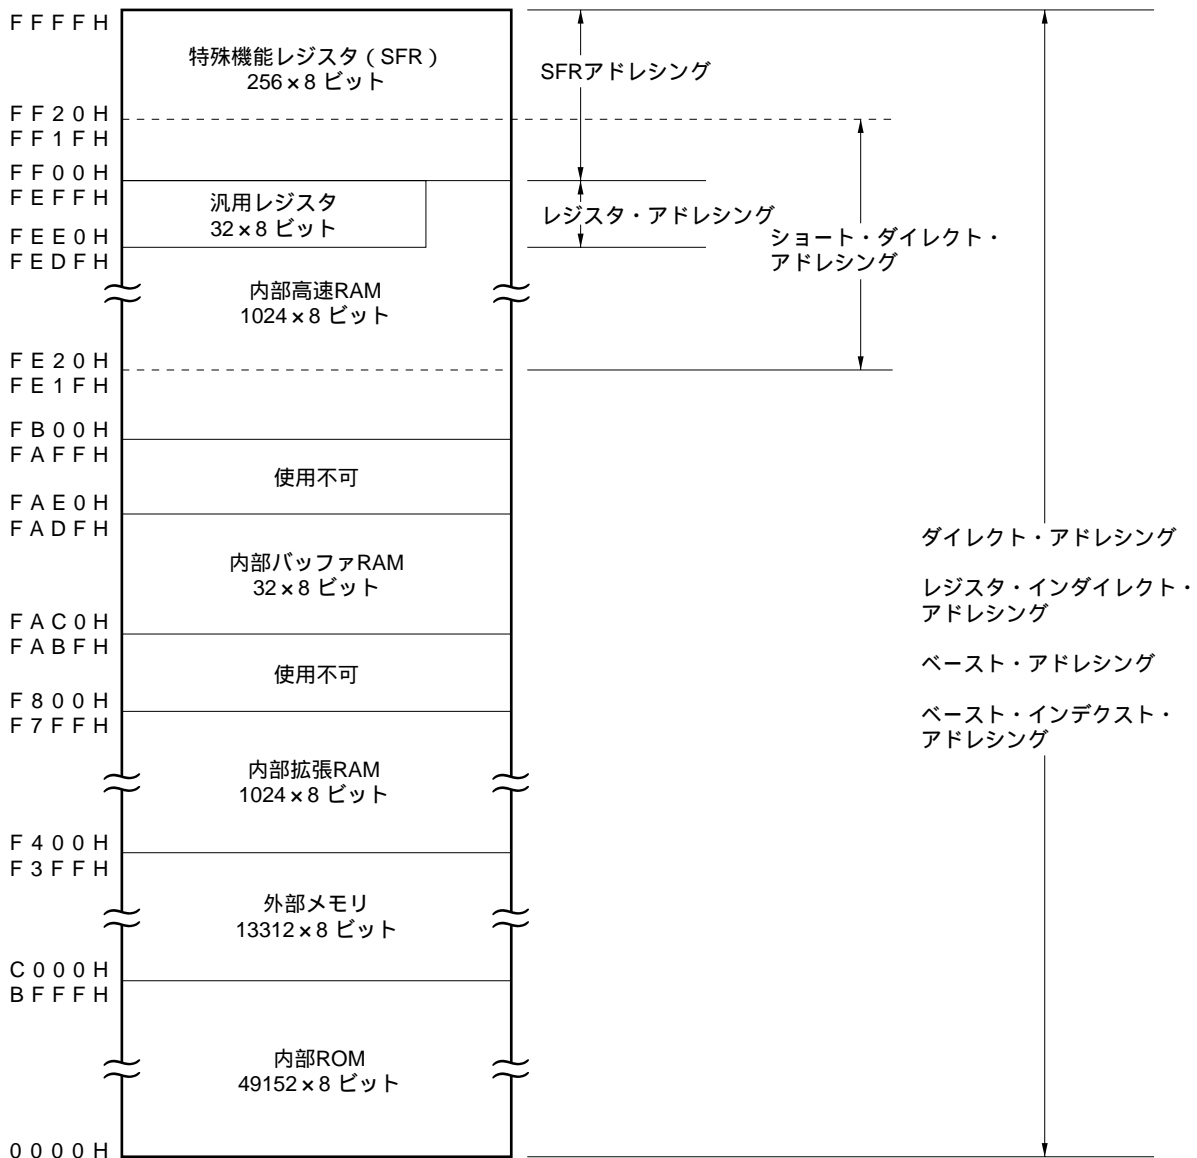 FFFFH
特殊機能レジスタ（SFR）
256×8 ビット
SFRアドレシング
FF20H
FF1FH
FF00H
FEFFH
汎用レジスタ
32×8 ビット
レジスタ・アドレシング
FEE0H
FEDFH
ショート・ダイレクト・
アドレシング
内部高速RAM
1024×8 ビット
FE20H
FE1FH
FB00H
FAFFH
使用不可
FAE0H
FADFH
内部バッファRAM
32×8 ビット
FAC0H
FABFH
使用不可
F800H
F7FFH
内部拡張RAM
1024×8 ビット
F400H
F3FFH
外部メモリ
13312×8 ビット
C000H
BFFFH
内部ROM
49152×8 ビット
0000H
ダイレクト・アドレシング
レジスタ・インダイレクト・
アドレシング
ベースト・アドレシング
ベースト・インデクスト・
アドレシング